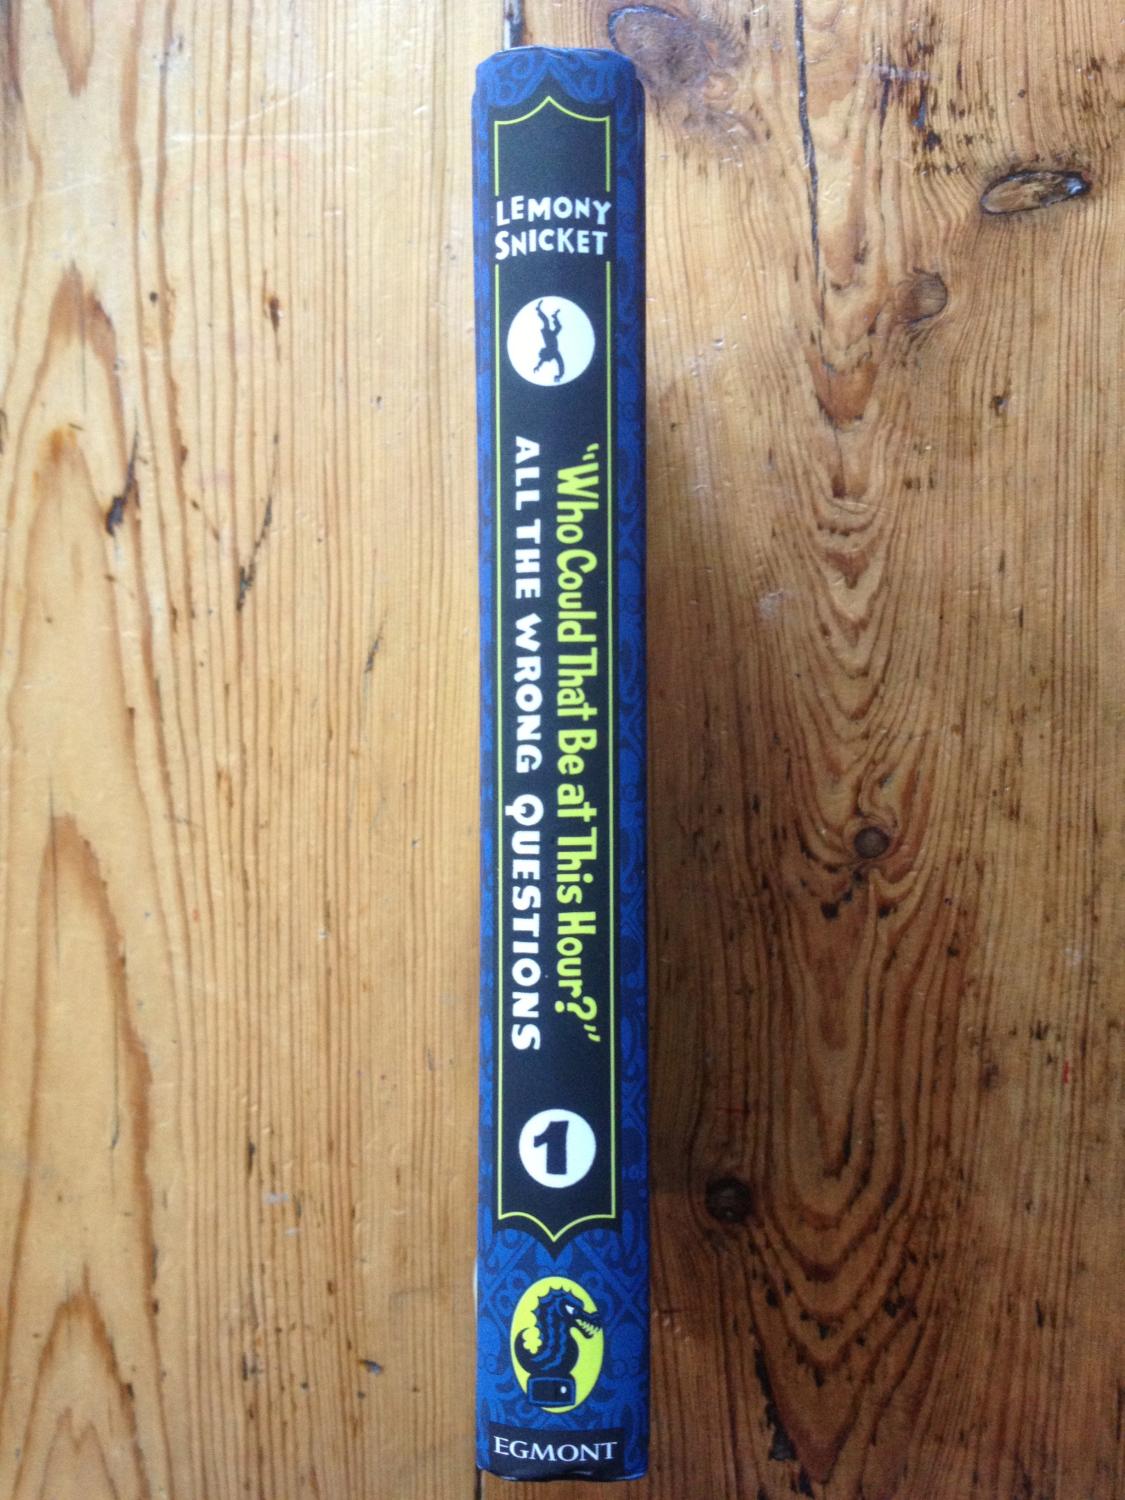 LEMONY
SNICKET
"Who Could That Be at This Hour?"
ALL THE WRONG QUESTIONS
1
EGMONT